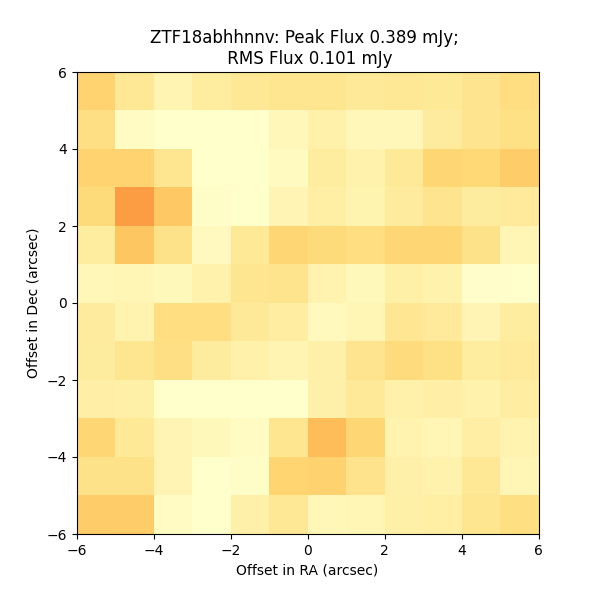 ZTF18abhhnnv: Peak Flux 0.389 mJy;
RMS Flux 0.101 mJy
6
4
2
0
−2
−4
−6
Offset in Dec (arcsec)
−6 −4 −2 0 2 4 6
Offset in RA (arcsec)